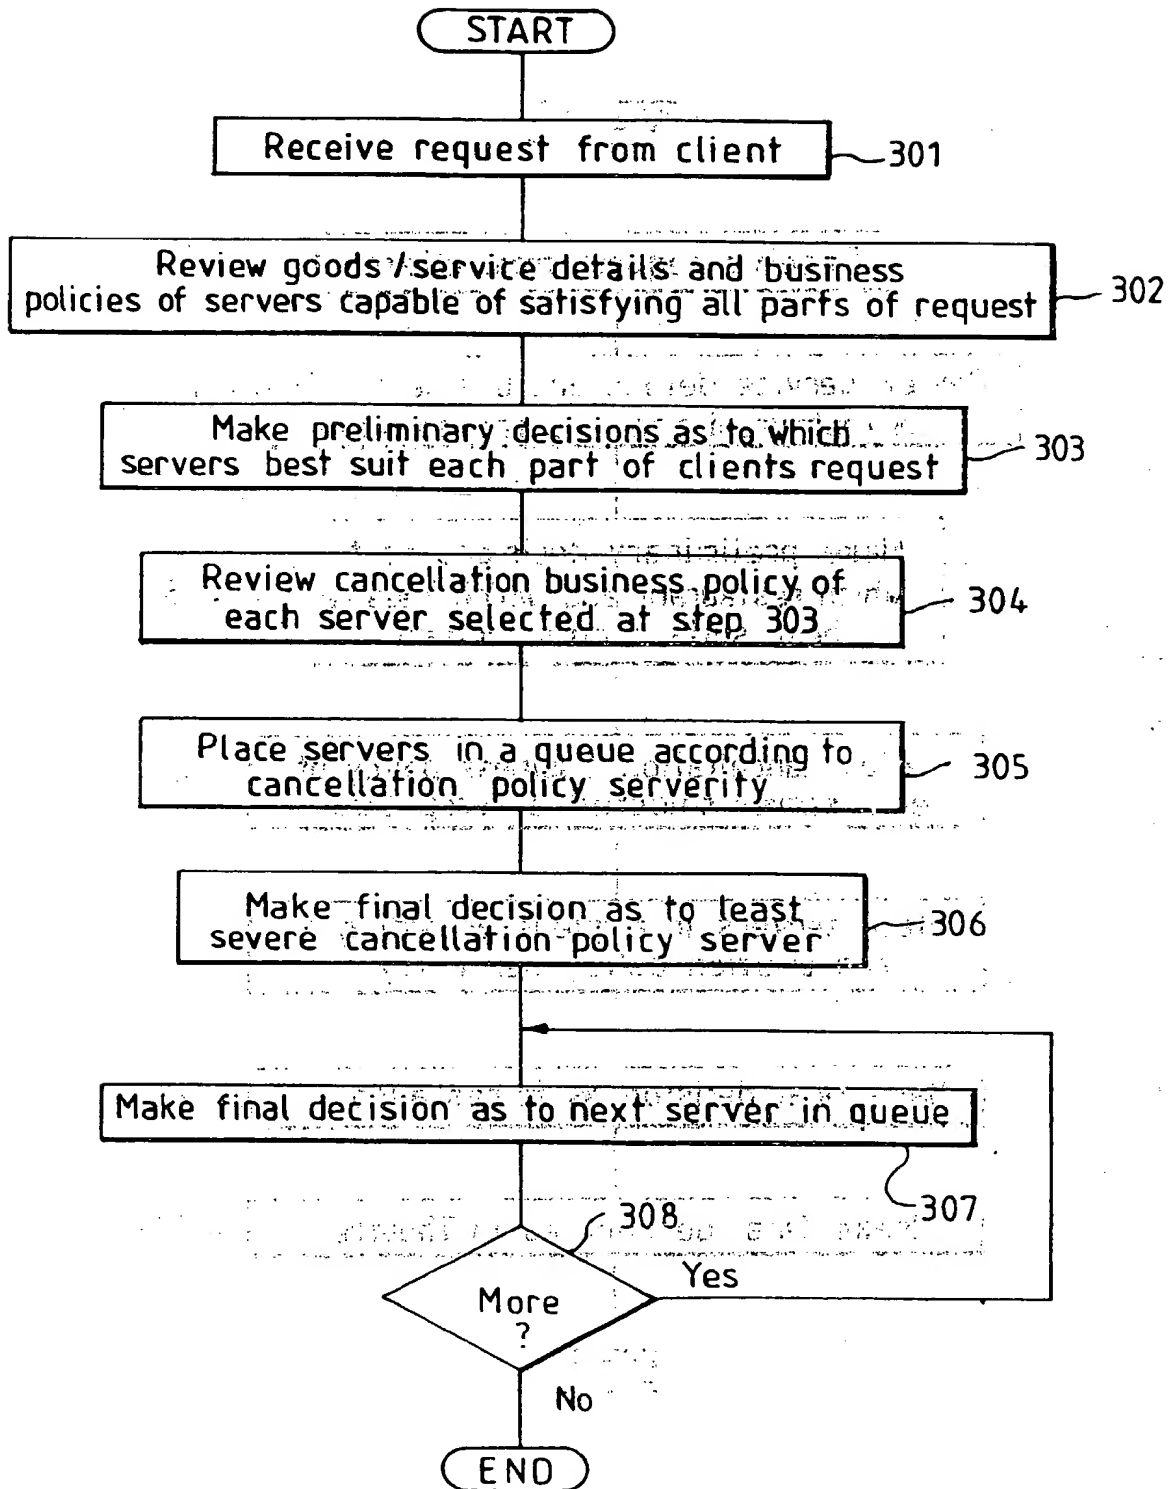 START
Receive request from client
301
Review goods/service details and business
policies of servers capable of satisfying all parts of request
302
Make preliminary decisions as to which
servers best suit each part of clients request
303
Review cancellation business policy of
each server selected at step 303
304
Place servers in a queue according to
cancellation policy serverity
305
Make final decision as to least
severe cancellation policy server
306
Make final decision as to next server in queue
307
308
More
?
Yes
No
END